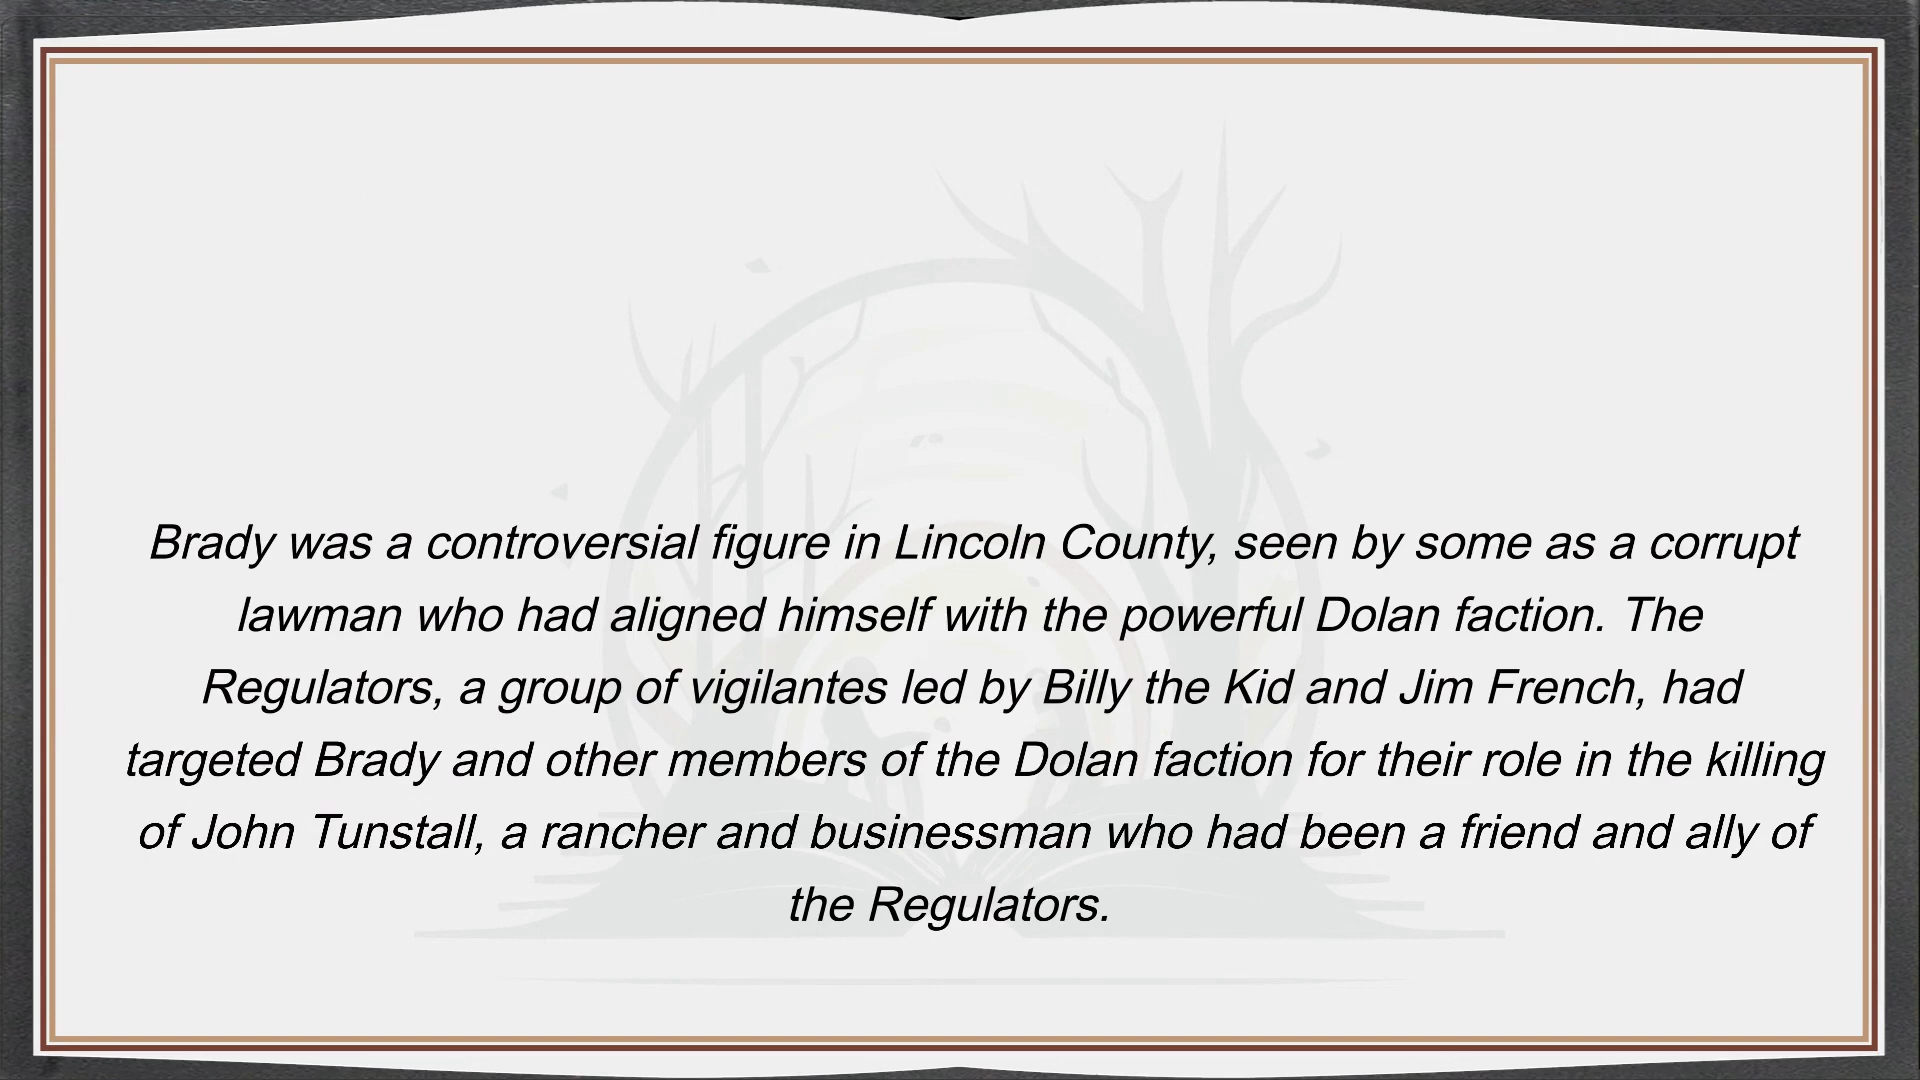 Brady was a controversial figure in Lincoln County, seen by some as a corrupt
lawman who had aligned himself with the powerful Dolan faction. The
Regulators, a group of vigilantes led by Billy the Kid and Jim French, had
targeted Brady and other members of the Dolan faction for their role in the killing
of John Tunstall, a rancher and businessman who had been a friend and ally of
the Regulators.